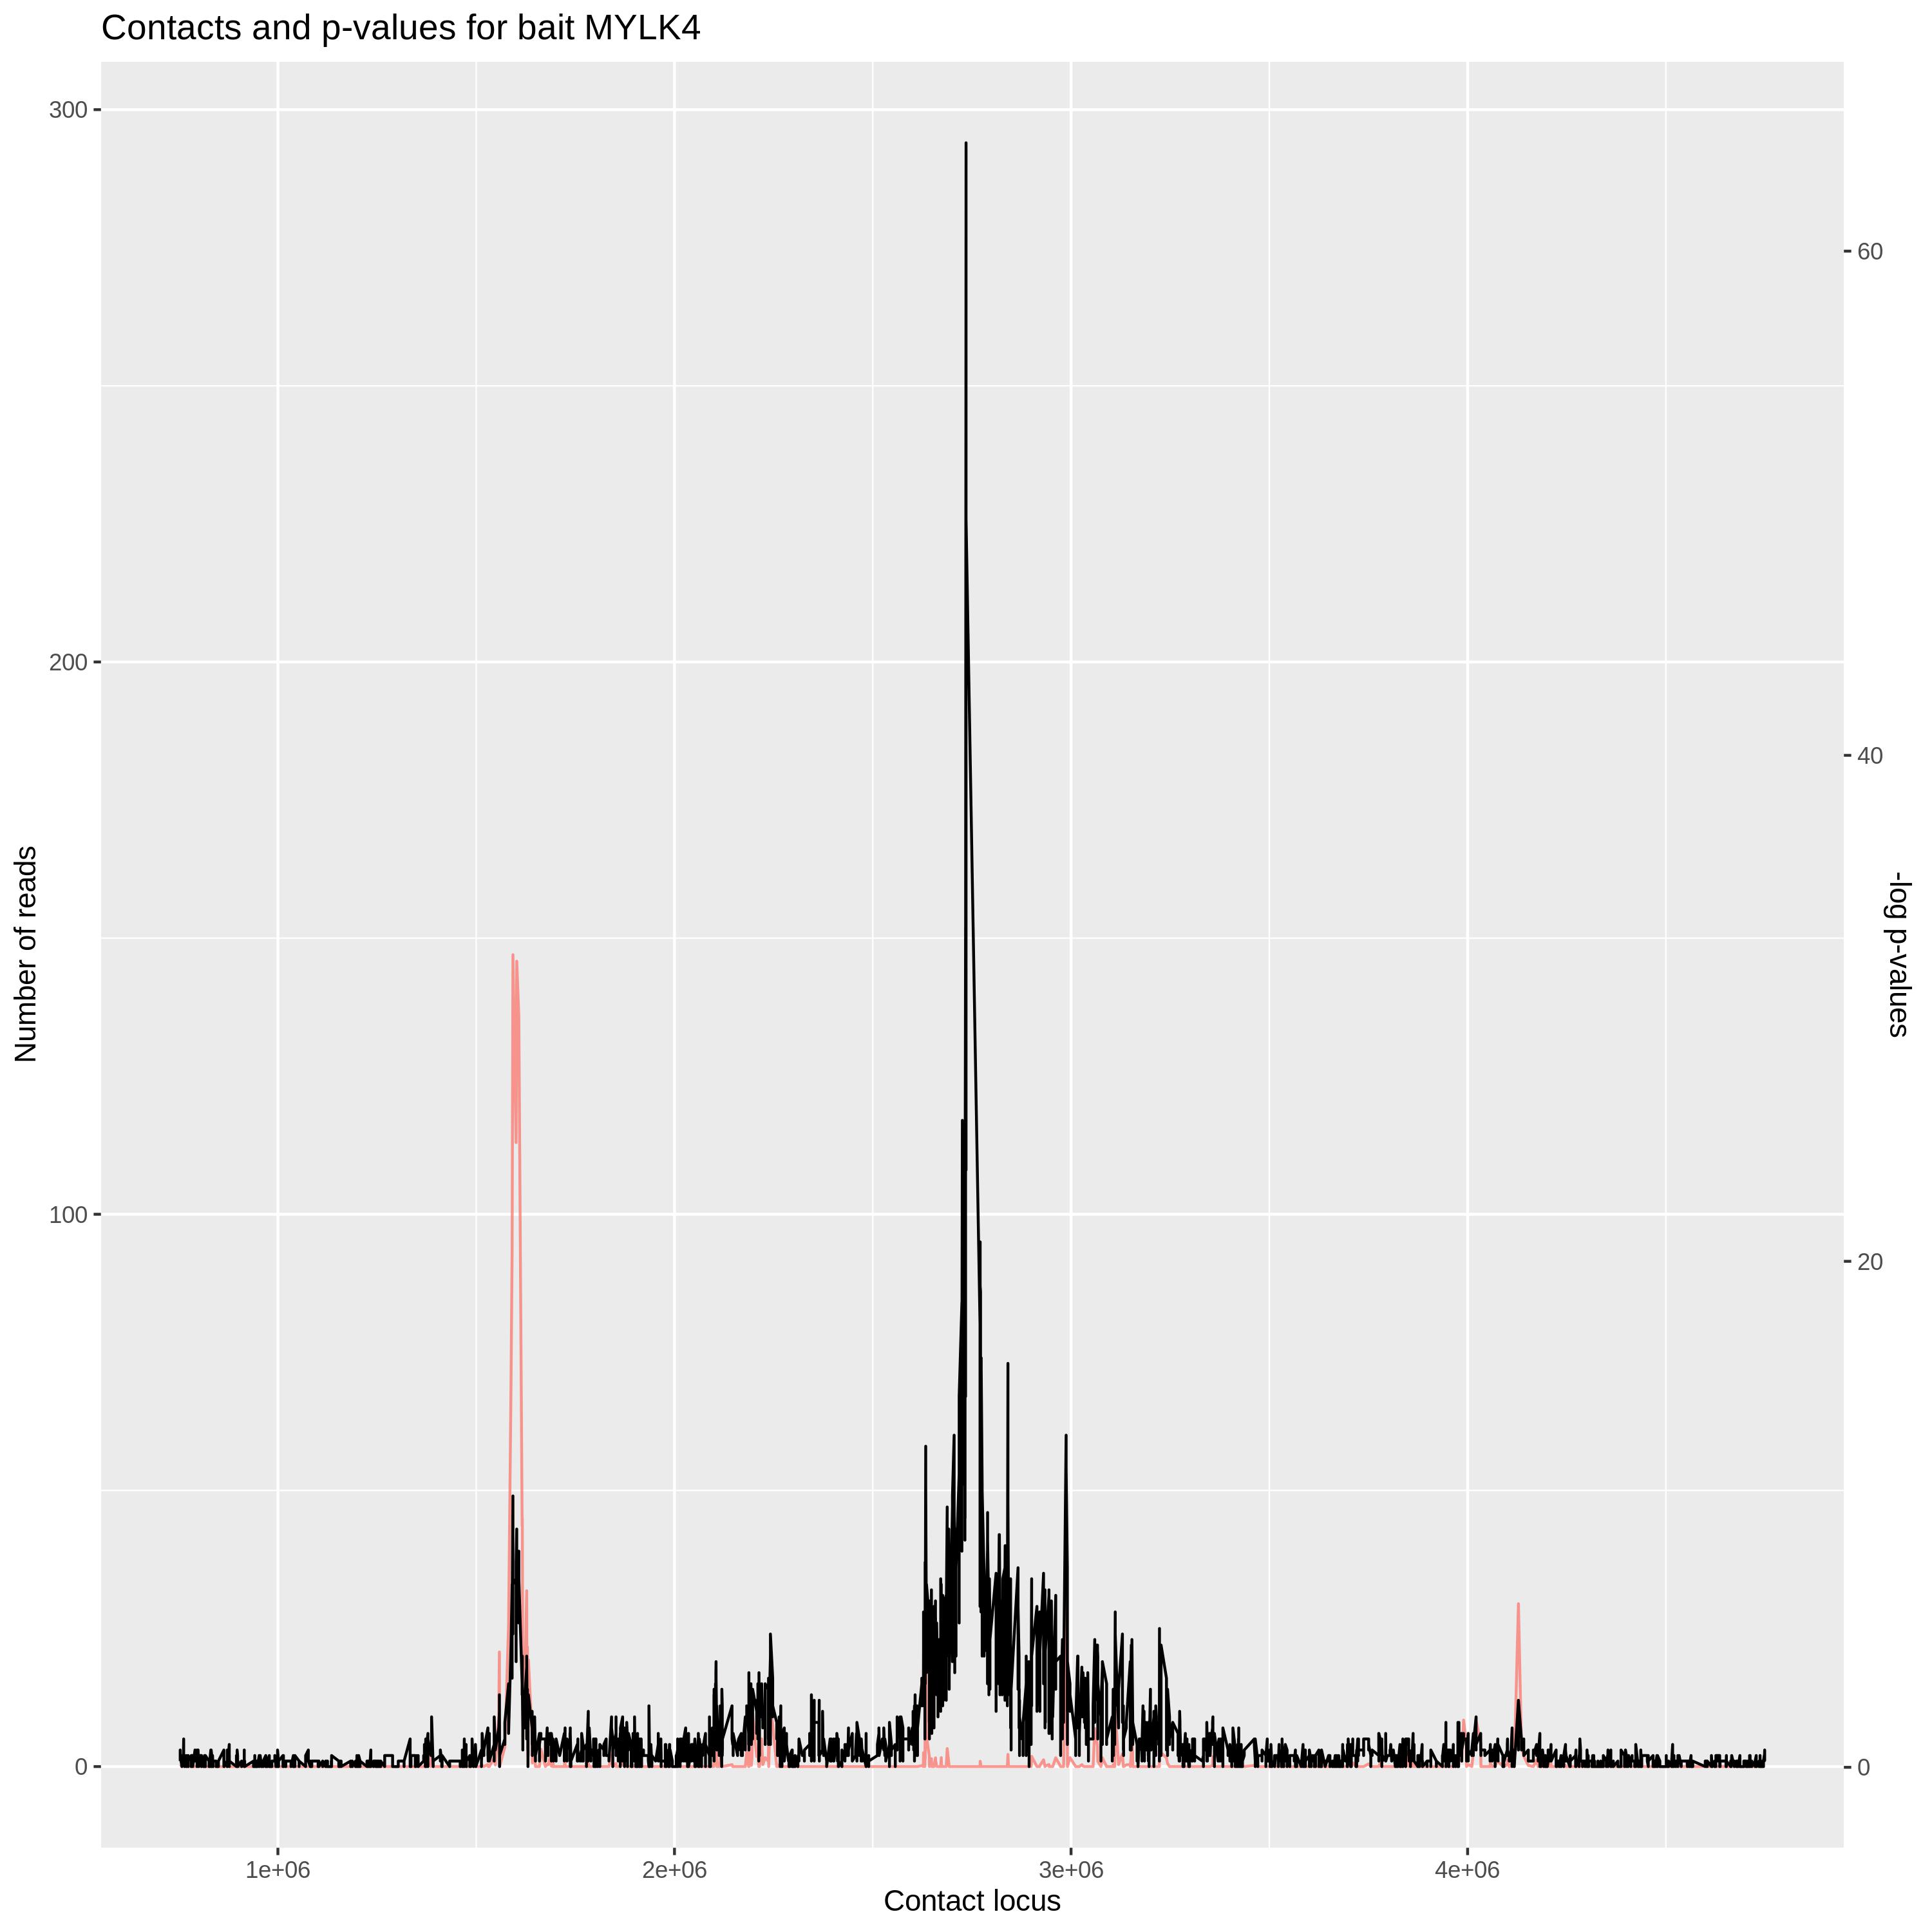 Contacts and p-values for bait MYLK4
300
200
100
0
Number of reads
60
40
20
0
-log p-values
1e+06 2e+06 3e+06 4e+06
Contact locus